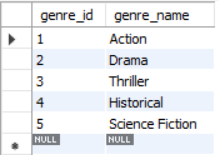 genre_id genre_name
1 Action
2 Drama
3 Thriller
4 Historical
5 Science Fiction
NULL NULL